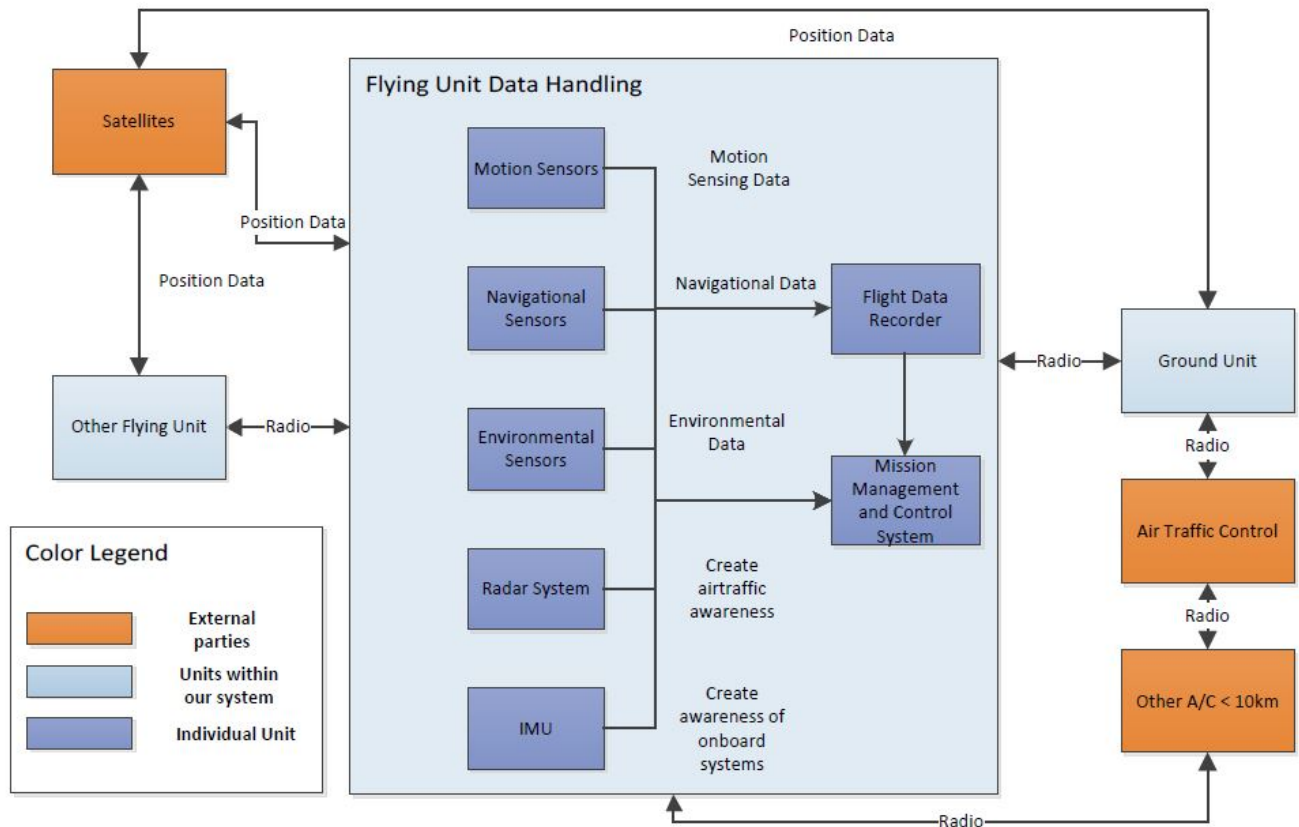 Position Data
Flying Unit Data Handling
Satellites
Motion Sensors
Motion
Sensing Data
Position Data
Position Data
Navigational
Sensors
Navigational Data
Flight Data
Recorder
Radio
Ground Unit
Other Flying Unit
Radio
Environmental
Sensors
Environmental
Data
Radio
Mission
Management
and Control
System
Air Traffic Control
Color Legend
External
parties
Units within
our system
Individual Unit
Radar System
Create
airtraffic
awareness
Radio
Other A/C < 10km
IMU
Create
awareness of
onboard
systems
Radio